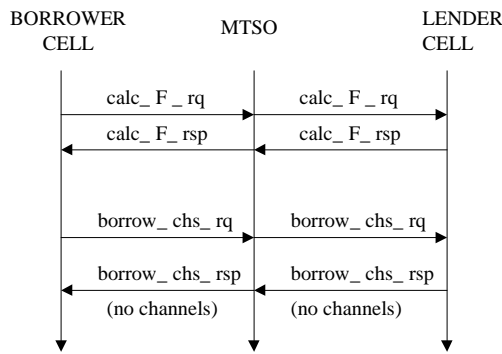 BORROWER
CELL
MTSO
LENDER
CELL
calc_ F _ rq
calc_ F _ rq
calc_ F_ rsp
calc_ F_ rsp
borrow_ chs_ rq
borrow_ chs_ rq
borrow_ chs_ rsp
borrow_ chs_ rsp
(no channels)
(no channels)